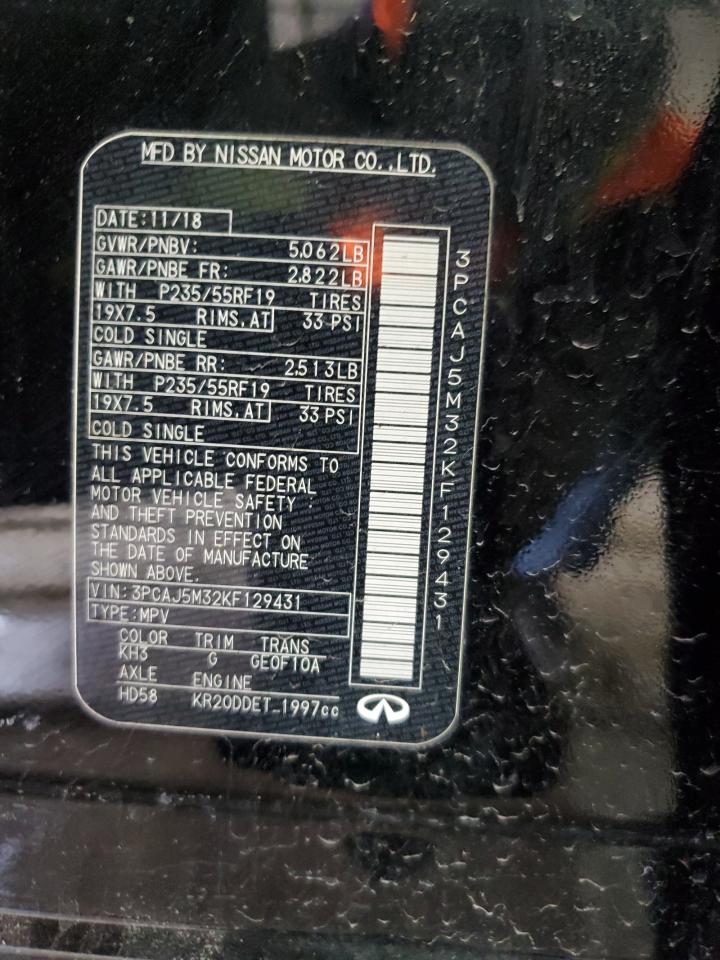 MFD BY NISSAN MOTOR CO.,LTD.
DATE:11/18
GVWR/PNBV: 5.062LB
GAWR/PNBE FR: 2.822LB
WITH P235/55RF19 TIRES
19X7.5 RIMS,AT 33 PSI
COLD SINGLE
GAWR/PNBE RR: 2.513LB
WITH P235/55RF19 TIRES
19X7.5 RIMS,AT 33 PSI
COLD SINGLE
THIS VEHICLE CONFORMS TO
ALL APPLICABLE FEDERAL
MOTOR VEHICLE SAFETY
AND THEFT PREVENTION
STANDARDS IN EFFECT ON
THE DATE OF MANUFACTURE
SHOWN ABOVE.
VIN:3PCAJ5M32KF129431
TYPE:MPV
COLOR TRIM TRANS
KH3 G GE0F10A
AXLE ENGINE
HD58 KR20DDET 1997cc
3PCAJ5M32KF129431